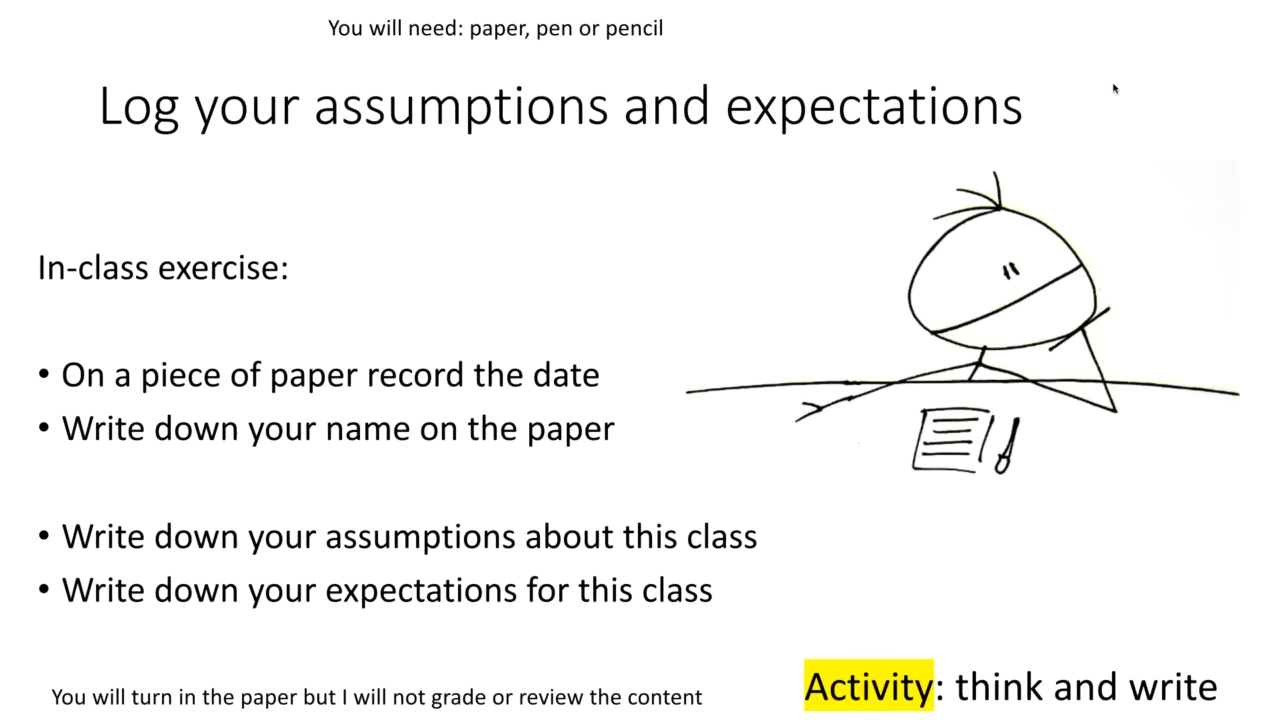 You will need: paper, pen or pencil
Log your assumptions and expectations
In-class exercise:
• On a piece of paper record the date
• Write down your name on the paper
• Write down your assumptions about this class
• Write down your expectations for this class
You will turn in the paper but I will not grade or review the content
Activity: think and write